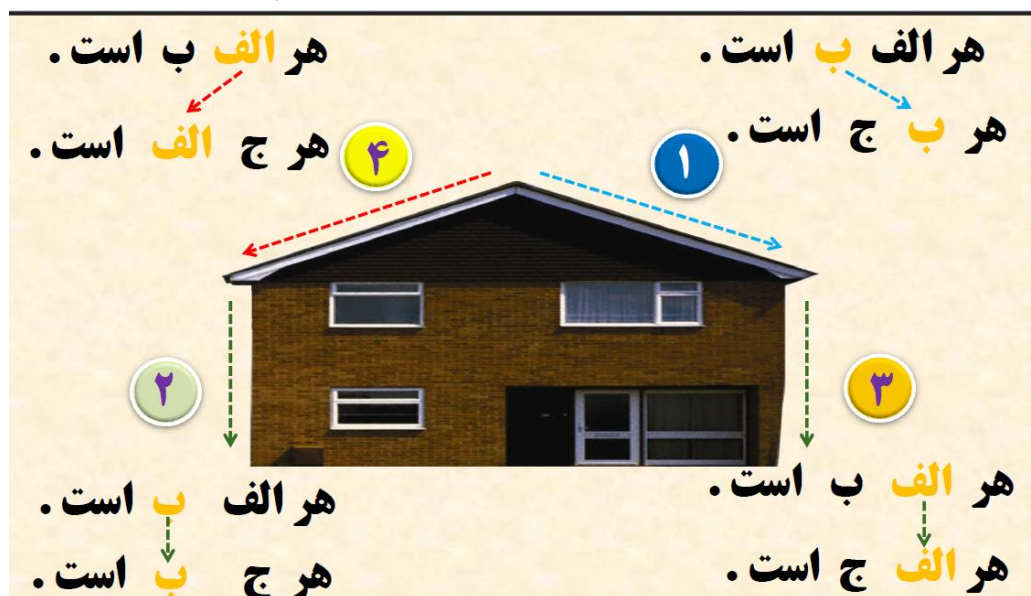 هر الف ب است .
هر ب ج است .
۱
هر الف ب است .
هر ج الف است .
۴
۳
هر الف ب است .
هر الف ج است .
۲
هر الف ب است .
هر ج ب است .